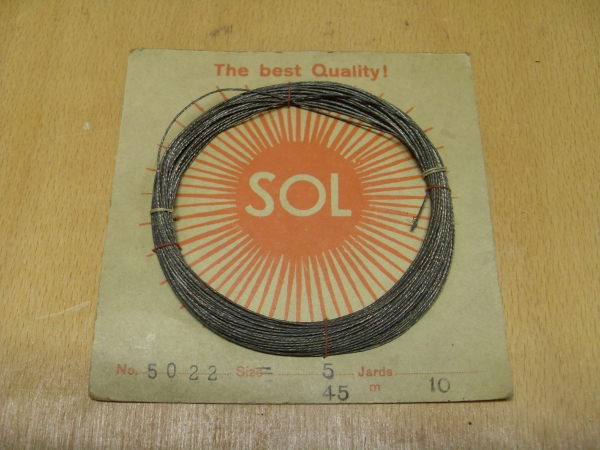 The best Quality!
SOL
No. 5022 Size= 5 Jards
45 m 10